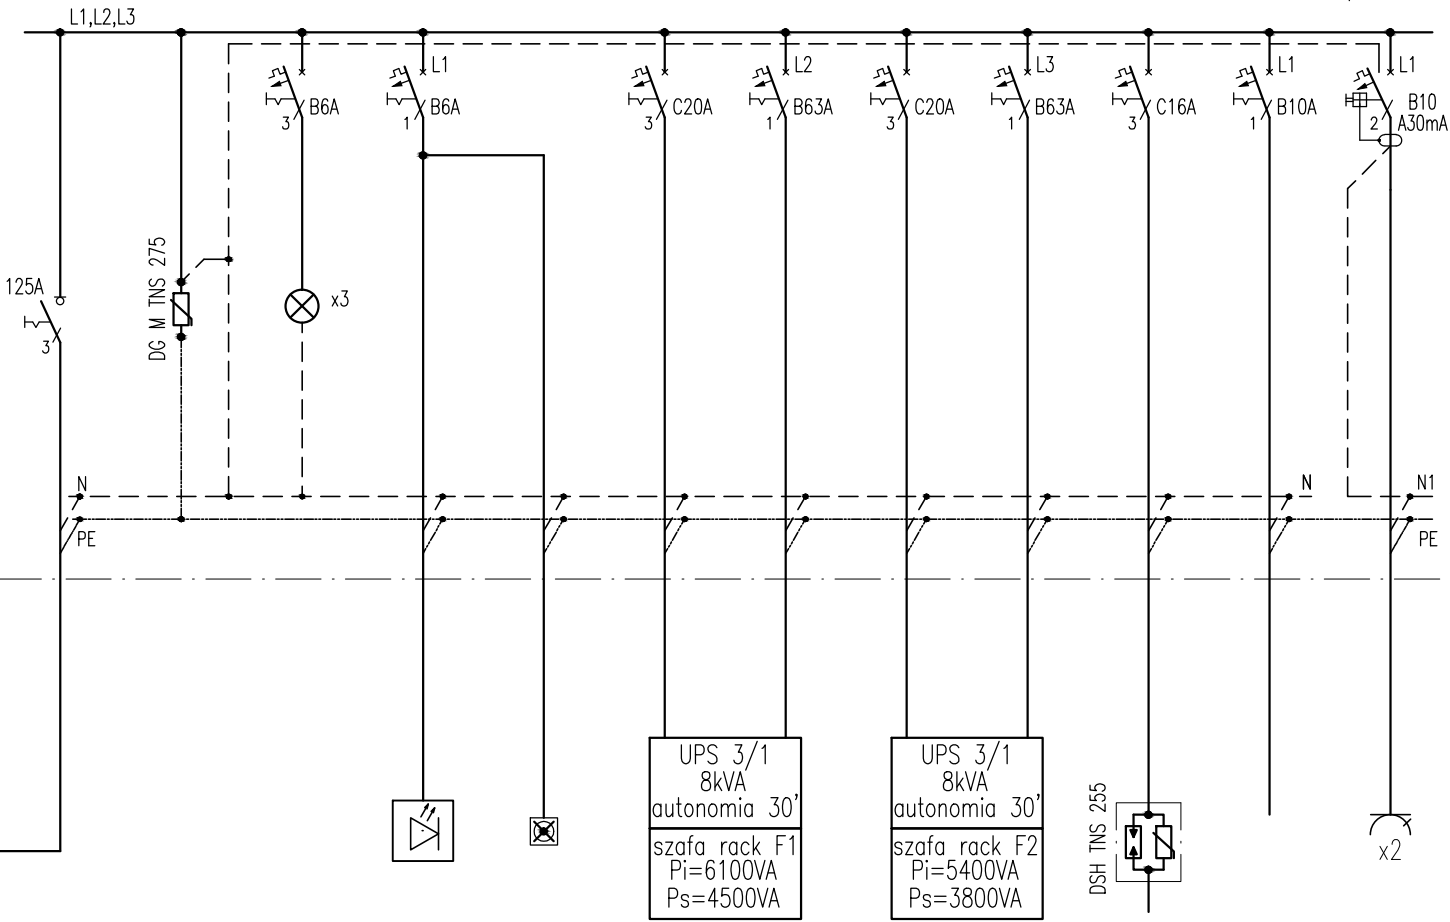 L1,L2,L3
125A
3
DG M TNS 275
B6A
3
x3
L1
B6A
1
C20A
3
L2
B63A
1
C20A
3
L3
B63A
1
C16A
3
L1
B10A
1
L1
B10
A30mA
2
N
PE
N
N1
PE
UPS 3/1
8kVA
autonomia 30'
szafa rack F1
Pi=6100VA
Ps=4500VA
UPS 3/1
8kVA
autonomia 30'
szafa rack F2
Pi=5400VA
Ps=3800VA
DSH TNS 255
x2